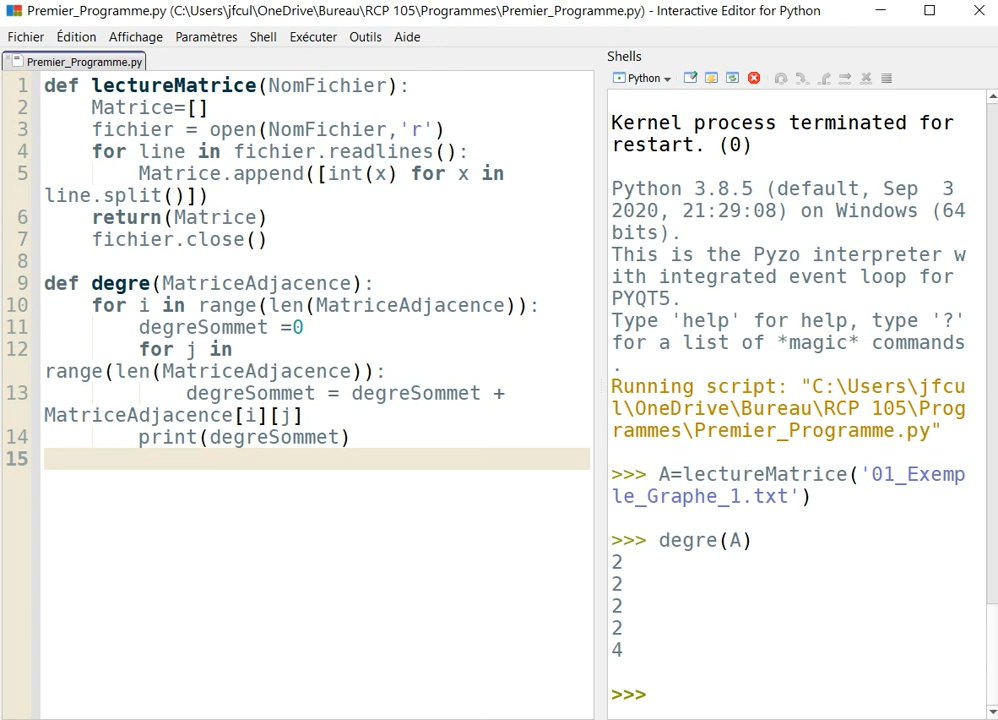 Premier_Programme.py (C:\Users\jfcul\OneDrive\Bureau\RCP 105\Programmes\Premier_Programme.py) - Interactive Editor for Python
Fichier Édition Affichage Paramètres Shell Exécuter Outils Aide
Premier_Programme.py
1 def lectureMatrice(NomFichier):
2 Matrice=[]
3 fichier = open(NomFichier,'r')
4 for line in fichier.readlines():
5 Matrice.append([int(x) for x in
line.split()])
6 return(Matrice)
7 fichier.close()
8
9 def degre(MatriceAdjacence):
10 for i in range(len(MatriceAdjacence)):
11 degreSommet =0
12 for j in
range(len(MatriceAdjacence)):
13 degreSommet = degreSommet +
MatriceAdjacence[i][j]
14 print(degreSommet)
15
Shells
Python
Kernel process terminated for
restart. (0)
Python 3.8.5 (default, Sep 3
2020, 21:29:08) on Windows (64
bits).
This is the Pyzo interpreter w
ith integrated event loop for
PYQT5.
Type 'help' for help, type '?'
for a list of *magic* commands
.
Running script: "C:\Users\jfcu
l\OneDrive\Bureau\RCP 105\Prog
rammes\Premier_Programme.py"
>>> A=lectureMatrice('01_Exemp
le_Graphe_1.txt')
>>> degre(A)
2
2
2
2
4
>>>